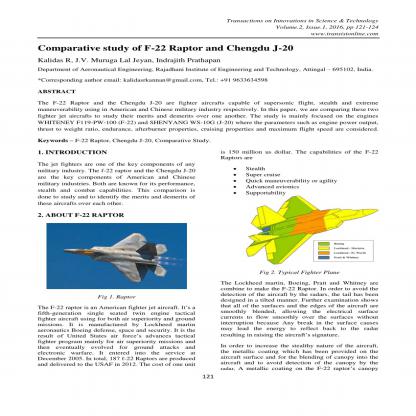 Transactions on Innovations in Science & Technology
Volume.2, Issue.1, 2016, pp-121-124
www.transistonline.com
Comparative study of F-22 Raptor and Chengdu J-20
Kalidas R, J.V. Muruga Lal Jeyan, Indrajith Prathapan
Department of Aeronautical Engineering, Rajadhani Institute of Engineering and Technology, Attingal – 695102, India.
*Corresponding author email: kalidasrkannan@gmail.com, Tel.: +91 9633634598
ABSTRACT
The F-22 Raptor and the Chengdu J-20 are fighter aircrafts capable of supersonic flight, stealth and extreme
maneuverability using in American and Chinese military industry respectively. In this paper, we are comparing these two
fighter jet aircrafts to study their merits and demerits over one another. The study is mainly focused on the engines
WHITENEY F119-PW-100 (F-22) and SHENYANG WS-10G (J-20) where the parameters such as engine power output,
thrust to weight ratio, endurance, afterburner properties, cruising properties and maximum flight speed are considered.
Keywords – F-22 Raptor, Chengdu J-20, Comparative Study.
1. INTRODUCTION
The jet fighters are one of the key components of any
military industry. The f-22 raptor and the Chengdu J-20
are the key components of American and Chinese
military industries. Both are known for its performance,
stealth and combat capabilities. This comparison is
done to study and to identify the merits and demerits of
these aircrafts over each other.
2. ABOUT F-22 RAPTOR
Fig 1. Raptor
The F-22 raptor is an American fighter jet aircraft. It's a
fifth-generation single seated twin engine tactical
fighter aircraft using for both air superiority and ground
missions. It is manufactured by Lockheed martin
aeronautics Boeing defense, space and security. It is the
result of United States air force's advances tactical
fighter program mainly for air superiority missions and
then eventually evolved for ground attacks and
electronic warfare. It entered into the service at
December 2005. In total, 187 f-22 Raptors are produced
and delivered to the USAF in 2012. The cost of one unit
is 150 million us dollar. The capabilities of the F-22
Raptors are
• Stealth
• Super cruise
• Quick maneuverability or agility
• Advanced avionics
• Supportability
Boeing
Fig 2. Typical Fighter Plane
The Lockheed martin, Boeing, Pratt and Whitney are
combine to make the F-22 Raptor. In order to avoid the
detection of the aircraft by the radars, the tail has been
designed in a tilted manner. Further examination shows
that all of the surfaces and the edges of the aircraft are
smoothly blended, allowing the electrical surface
currents to flow smoothly over the surfaces without
interruption because Any break in the surface causes
may lead the energy to reflect back to the radar
resulting in raising the aircraft's signature.
In order to increase the stealthy nature of the aircraft,
the metallic coating which has been provided on the
aircraft surface and for the blending of canopy into the
aircraft and to avoid detection of the canopy by the
radar. A metallic coating on the F-22 raptor's canopy
121